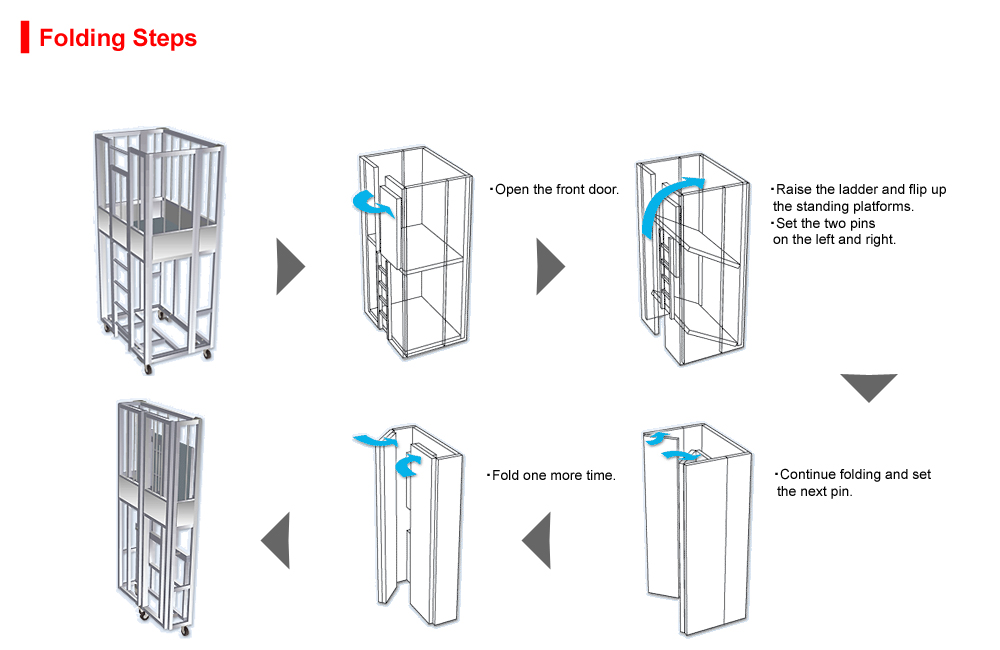 Folding Steps
・Open the front door.
・Raise the ladder and flip up
the standing platforms.
・Set the two pins
on the left and right.
・Continue folding and set
the next pin.
・Fold one more time.